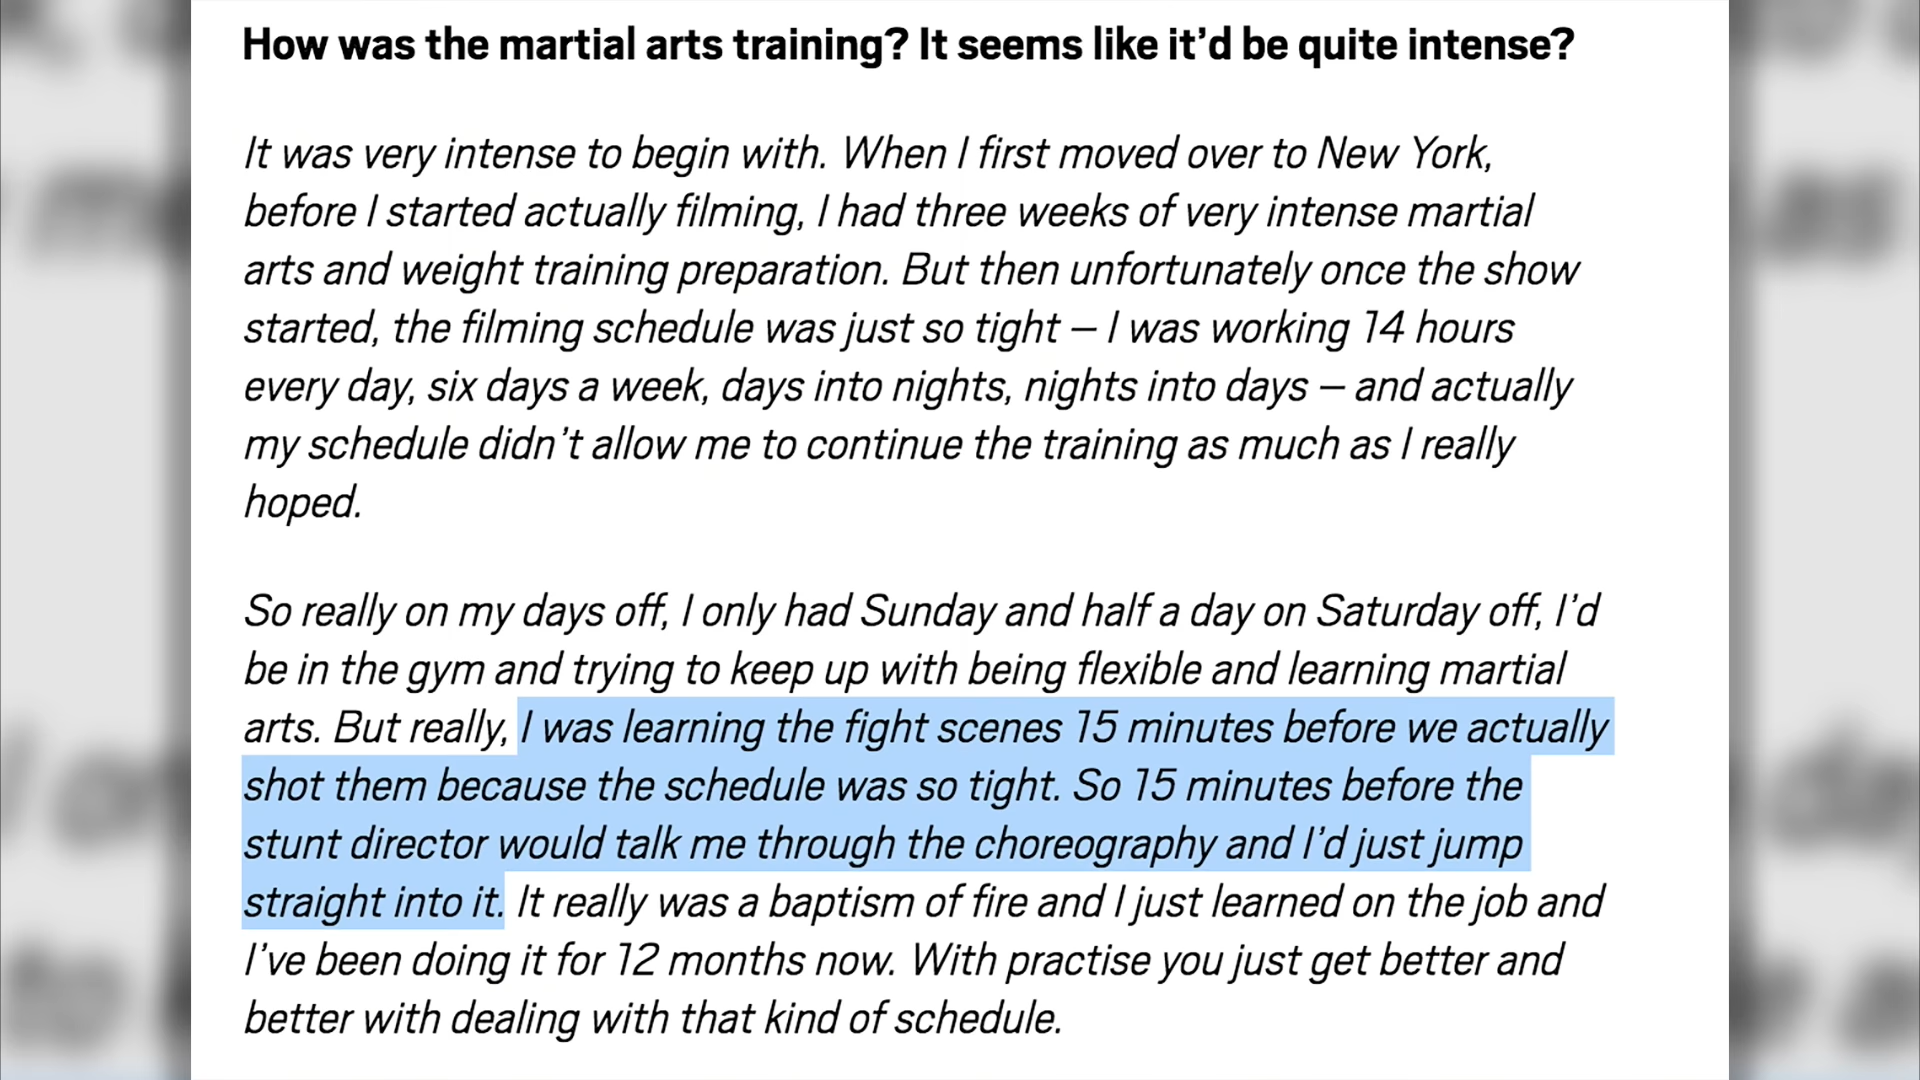 How was the martial arts training? It seems like it’d be quite intense?
It was very intense to begin with. When I first moved over to New York,
before I started actually filming, I had three weeks of very intense martial
arts and weight training preparation. But then unfortunately once the show
started, the filming schedule was just so tight – I was working 14 hours
every day, six days a week, days into nights, nights into days – and actually
my schedule didn’t allow me to continue the training as much as I really
hoped.
So really on my days off, I only had Sunday and half a day on Saturday off, I’d
be in the gym and trying to keep up with being flexible and learning martial
arts. But really, I was learning the fight scenes 15 minutes before we actually
shot them because the schedule was so tight. So 15 minutes before the
stunt director would talk me through the choreography and I’d just jump
straight into it. It really was a baptism of fire and I just learned on the job and
I’ve been doing it for 12 months now. With practise you just get better and
better with dealing with that kind of schedule.